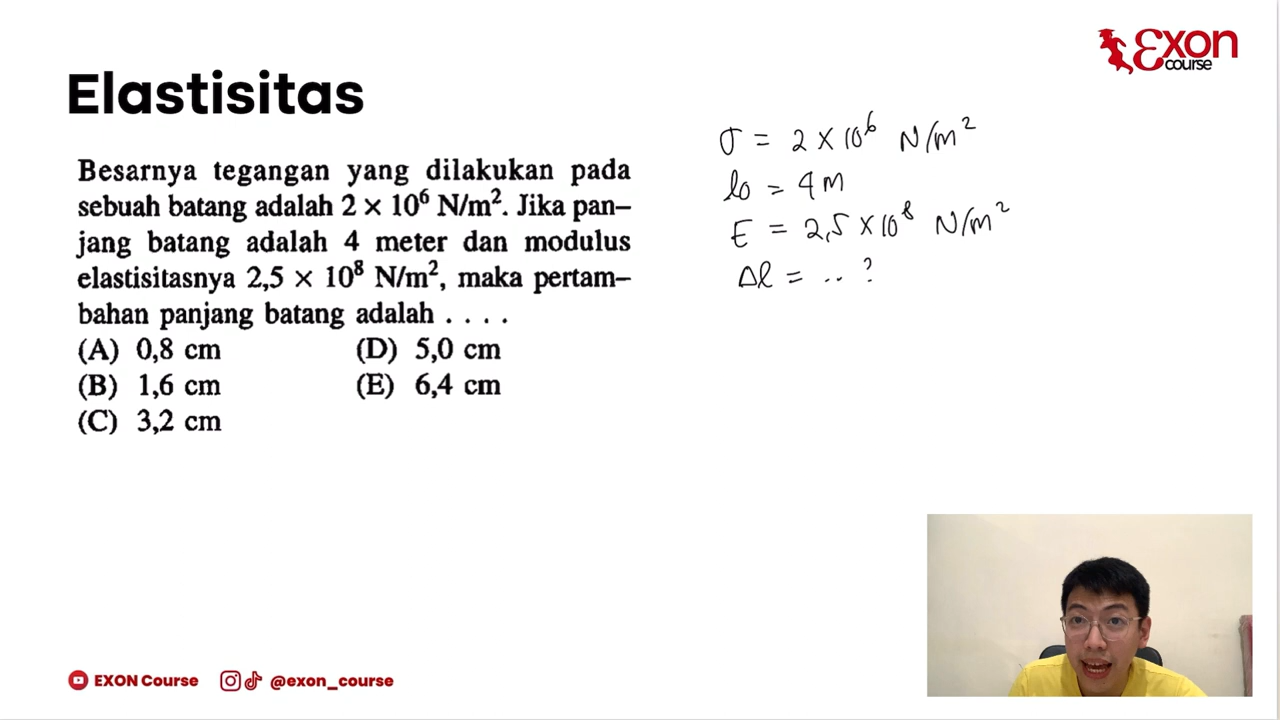 Exon
course
Elastisitas
Besarnya tegangan yang dilakukan pada
sebuah batang adalah 2 × 10⁶ N/m². Jika pan–
jang batang adalah 4 meter dan modulus
elastisitasnya 2,5 × 10⁸ N/m², maka pertam–
bahan panjang batang adalah . . . .
(A) 0,8 cm (D) 5,0 cm
(B) 1,6 cm (E) 6,4 cm
(C) 3,2 cm
σ = 2 × 10⁶ N/m²
lo = 4 m
E = 2,5 × 10⁸ N/m²
Δl = .. ?
EXON Course @exon_course